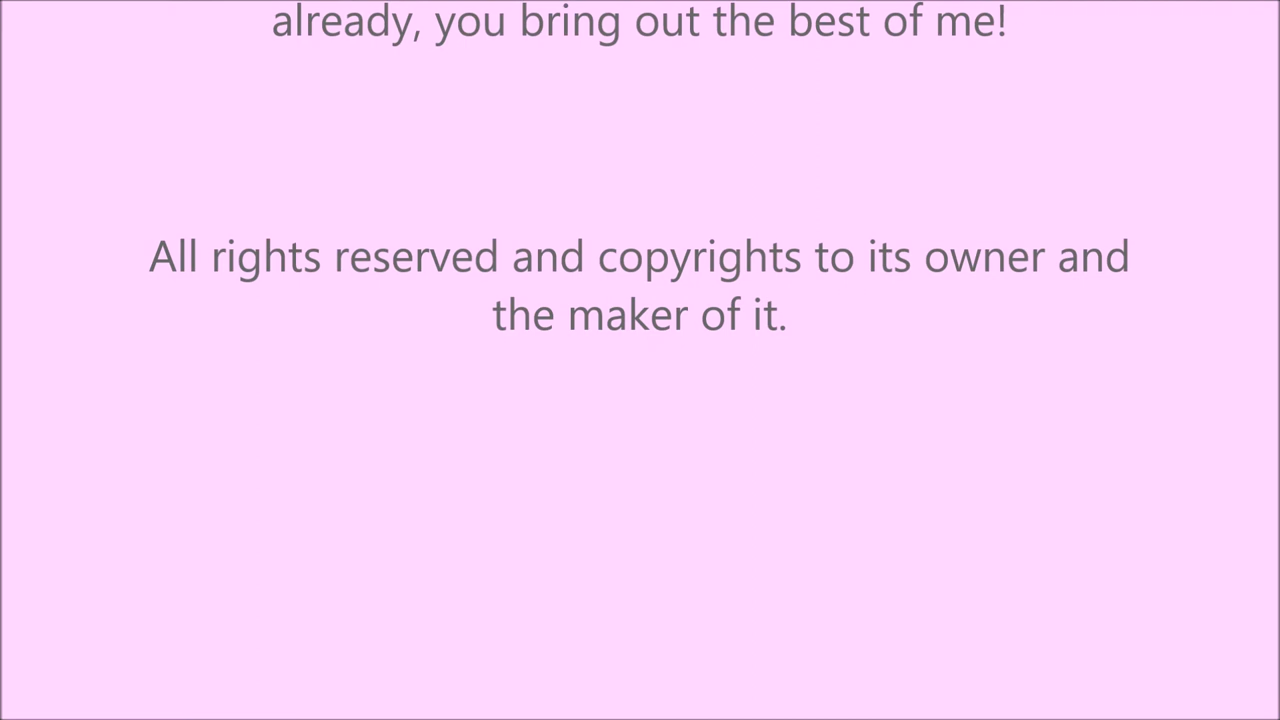 already, you bring out the best of me!
All rights reserved and copyrights to its owner and
the maker of it.